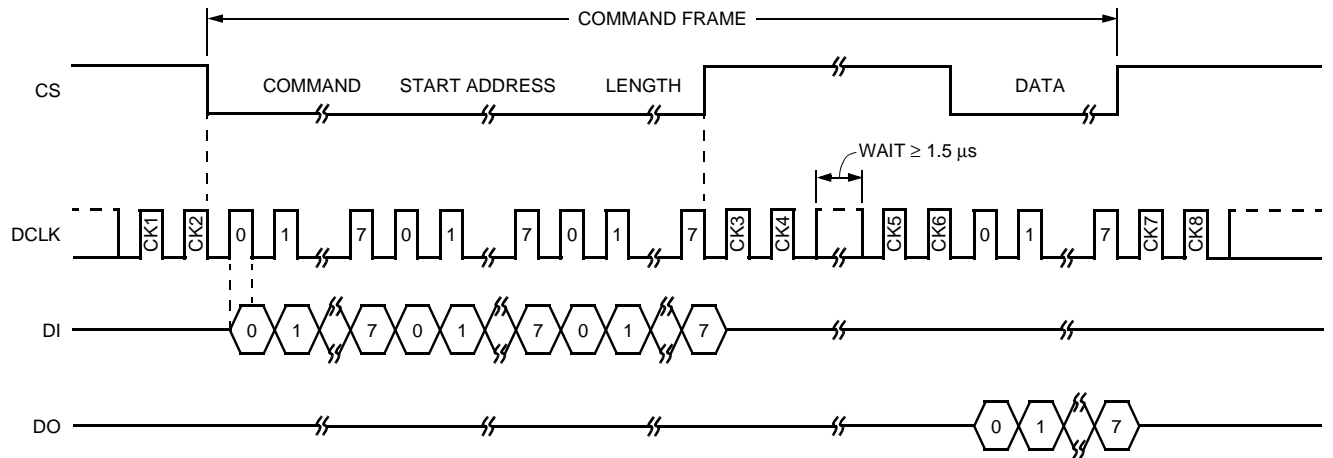 COMMAND FRAME
CS COMMAND START ADDRESS LENGTH DATA
WAIT ≥ 1.5 µs
DCLK CK1 CK2 0 1 7 0 1 7 0 1 7 CK3 CK4 CK5 CK6 0 1 7 CK7 CK8
DI 0 1 7 0 1 7 0 1 7
DO 0 1 7